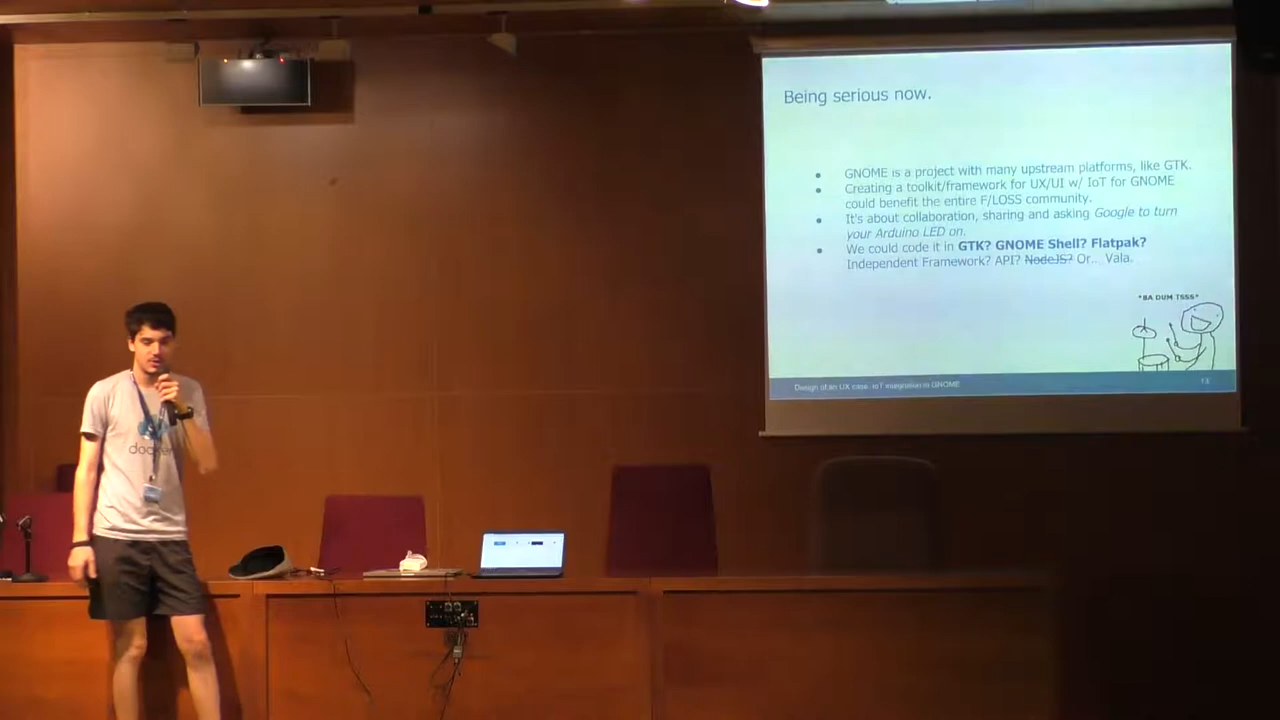 Being serious now.
GNOME is a project with many upstream platforms, like GTK.
Creating a toolkit/framework for UX/UI w/ IoT for GNOME
could benefit the entire F/LOSS community.
It's about collaboration, sharing and asking Google to turn
your Arduino LED on.
We could code it in GTK? GNOME Shell? Flatpak?
Independent Framework? API? NodeJS? Or... Vala.
*BA DUM TSSS*
Design of an UX case: IoT integration in GNOME
13